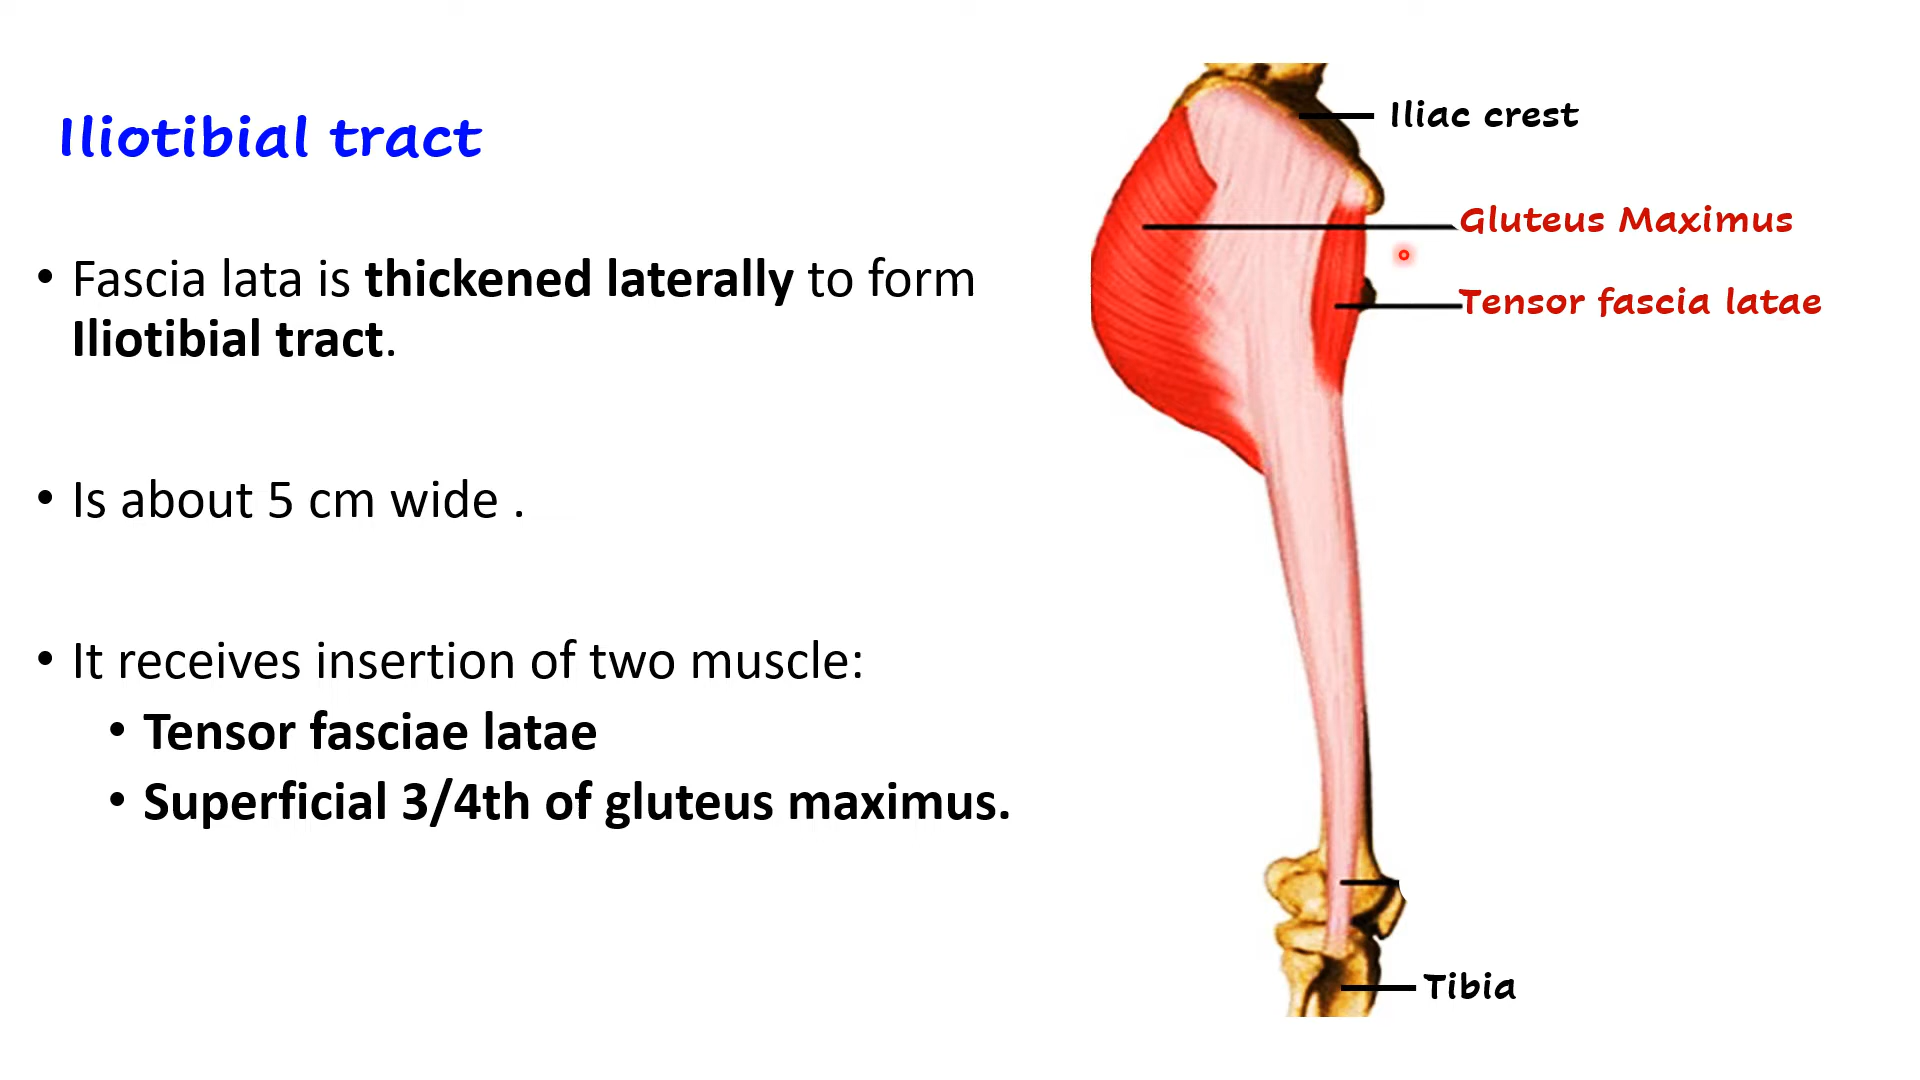 Iliotibial tract
• Fascia lata is thickened laterally to form
Iliotibial tract.
• Is about 5 cm wide .
• It receives insertion of two muscle:
• Tensor fasciae latae
• Superficial 3/4th of gluteus maximus.
Iliac crest
Gluteus Maximus
Tensor fascia latae
Tibia